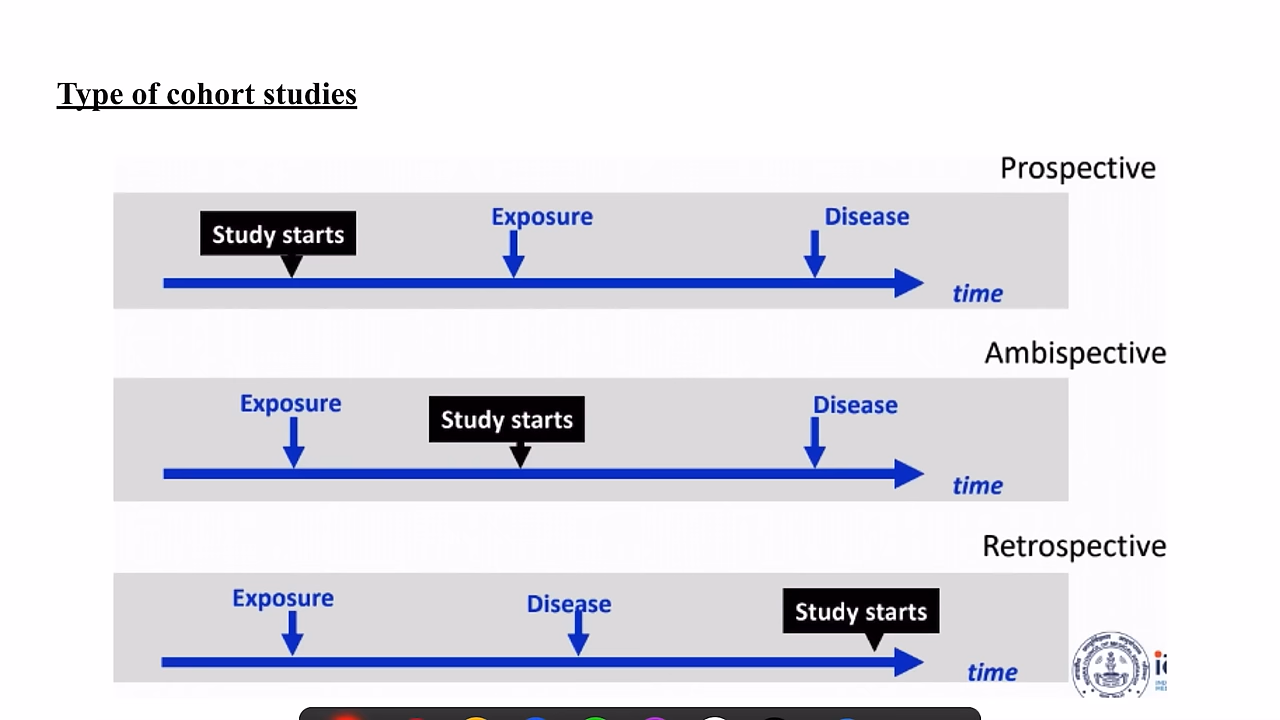 Type of cohort studies
Prospective
Study starts
Exposure
Disease
time
Ambispective
Exposure
Study starts
Disease
time
Retrospective
Exposure
Disease
Study starts
time